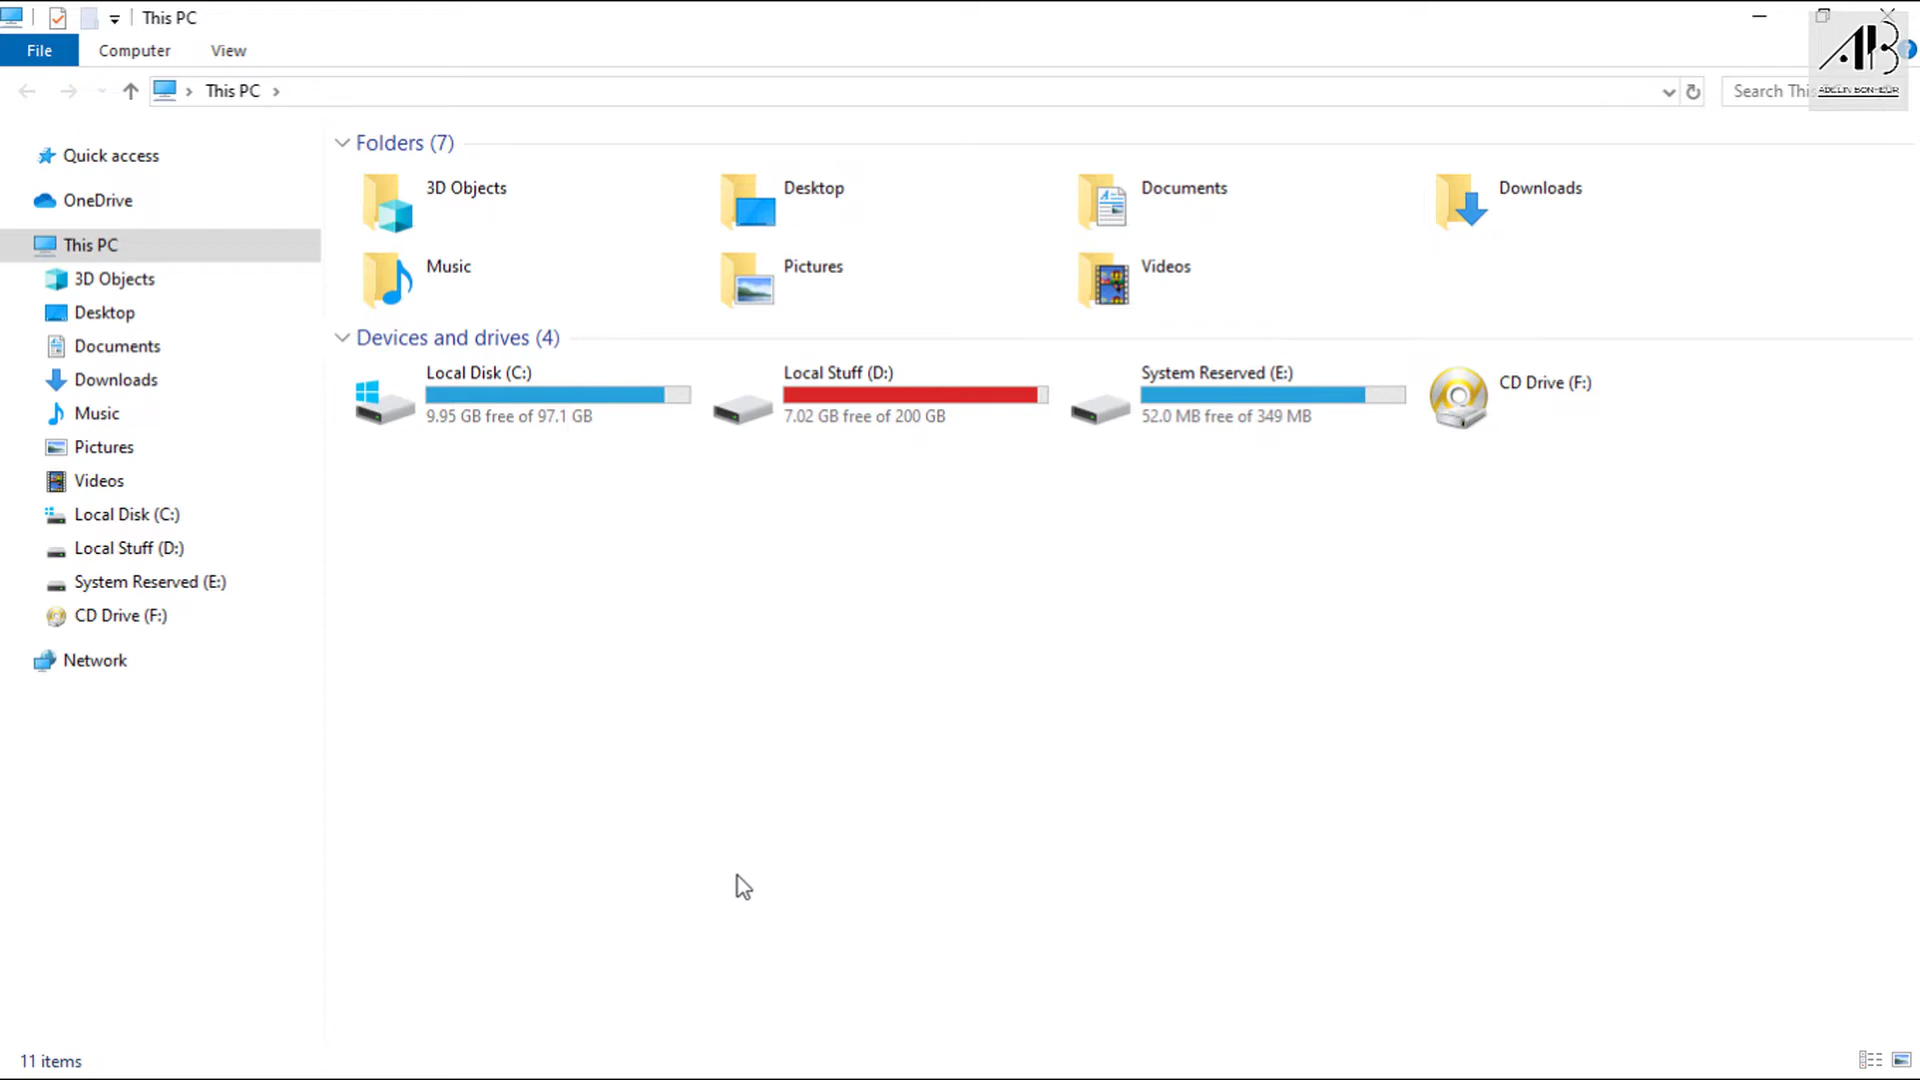 This PC
File Computer View
This PC
Search This
ADELIN BONHEUR
Quick access
OneDrive
This PC
3D Objects
Desktop
Documents
Downloads
Music
Pictures
Videos
Local Disk (C:)
Local Stuff (D:)
System Reserved (E:)
CD Drive (F:)
Network
Folders (7)
3D Objects
Desktop
Documents
Downloads
Music
Pictures
Videos
Devices and drives (4)
Local Disk (C:)
9.95 GB free of 97.1 GB
Local Stuff (D:)
7.02 GB free of 200 GB
System Reserved (E:)
52.0 MB free of 349 MB
CD Drive (F:)
11 items